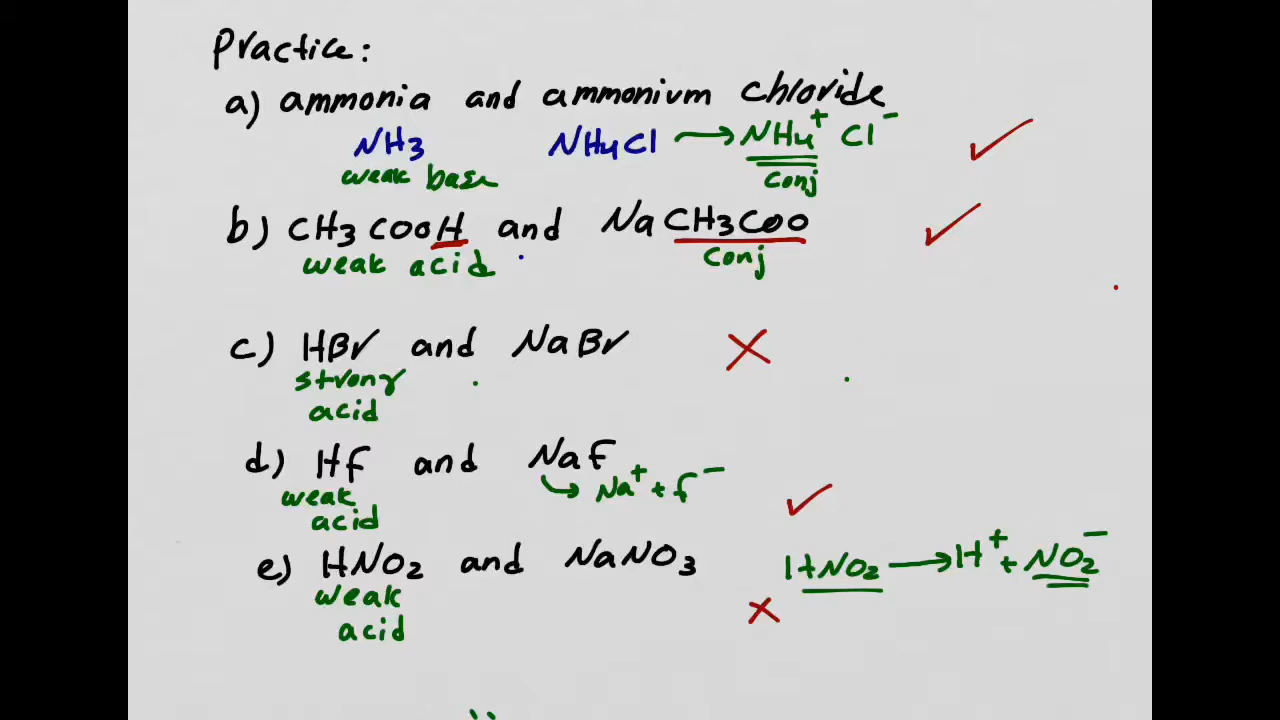 Practice:
a) ammonia and ammonium chloride
NH3 NH4Cl → NH4+ Cl-
weak base conj
b) CH3COOH and NaCH3COO
weak acid conj
c) HBr and NaBr
strong
acid
d) Hf and Naf
weak → Na+ + f-
acid
e) HNO2 and NaNO3 HNO2 → H+ + NO2-
weak
acid